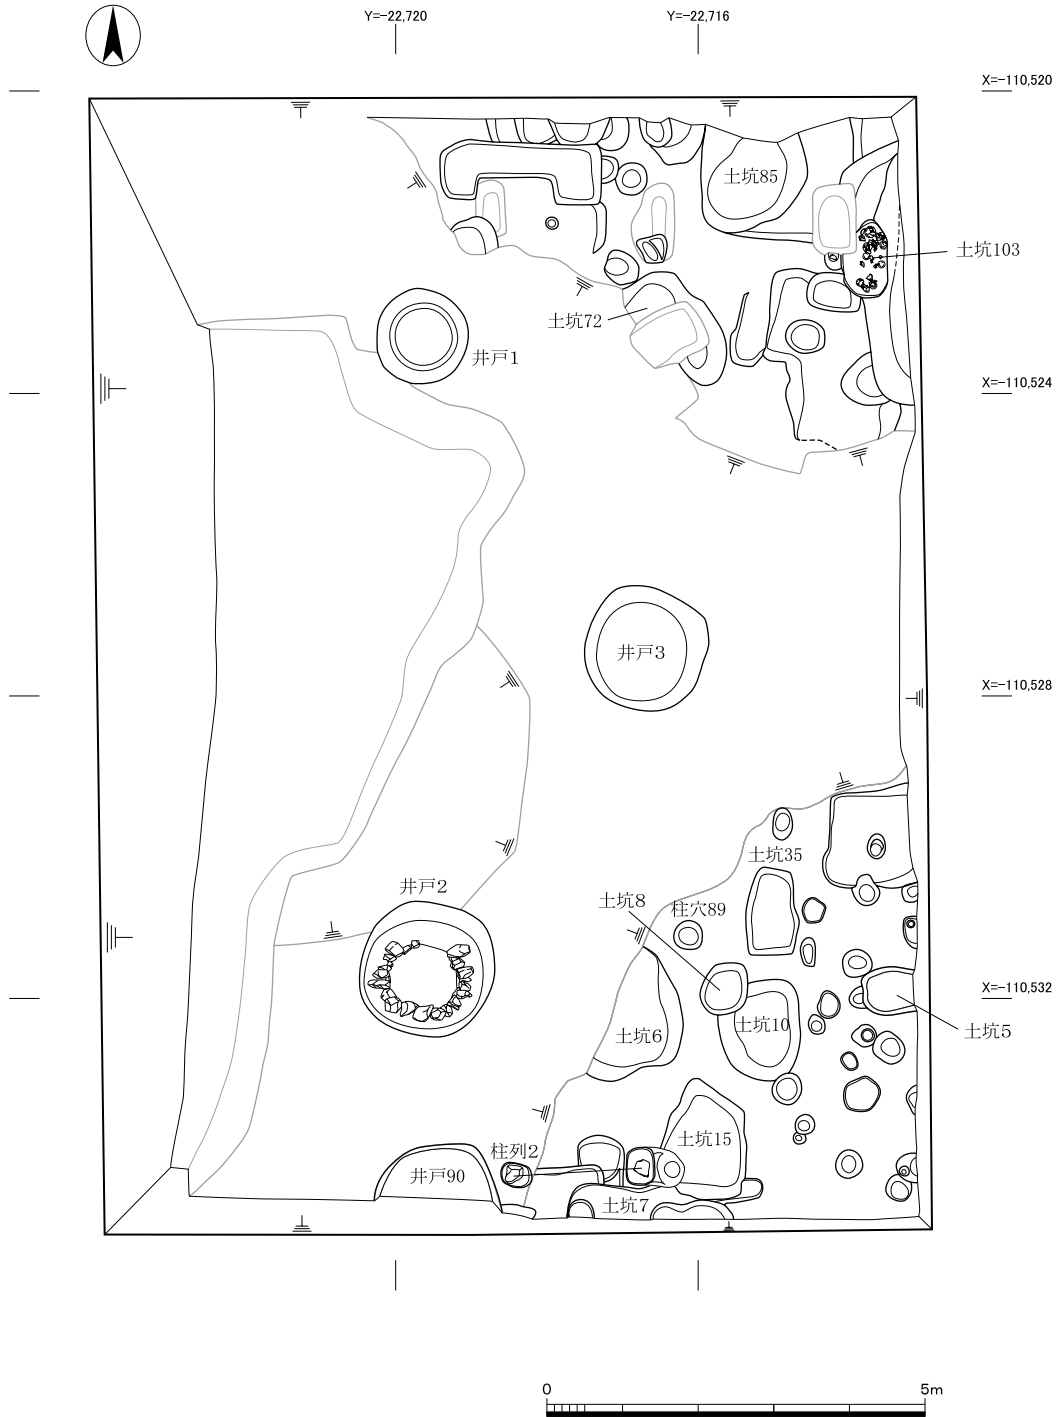 Y=-22,720
Y=-22,716
X=-110,520
土坑85
土坑103
土坑72
井戸1
X=-110,524
井戸3
X=-110,528
土坑35
井戸2
土坑8
柱穴89
X=-110,532
土坑6
土坑10
土坑5
土坑15
柱列2
井戸90
土坑7
0
5m